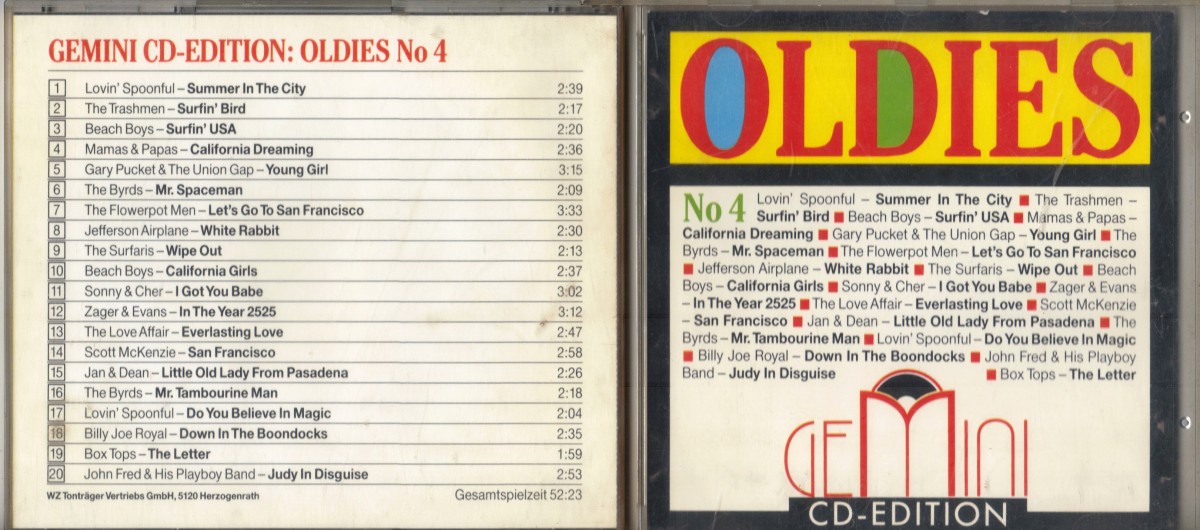 GEMINI CD-EDITION: OLDIES No 4
1 Lovin' Spoonful – Summer In The City 2:39
2 The Trashmen – Surfin' Bird 2:17
3 Beach Boys – Surfin' USA 2:20
4 Mamas & Papas – California Dreaming 2:36
5 Gary Pucket & The Union Gap – Young Girl 3:15
6 The Byrds – Mr. Spaceman 2:09
7 The Flowerpot Men – Let's Go To San Francisco 3:33
8 Jefferson Airplane – White Rabbit 2:30
9 The Surfaris – Wipe Out 2:13
10 Beach Boys – California Girls 2:37
11 Sonny & Cher – I Got You Babe 3:02
12 Zager & Evans – In The Year 2525 3:12
13 The Love Affair – Everlasting Love 2:47
14 Scott McKenzie – San Francisco 2:58
15 Jan & Dean – Little Old Lady From Pasadena 2:26
16 The Byrds – Mr. Tambourine Man 2:18
17 Lovin' Spoonful – Do You Believe In Magic 2:04
18 Billy Joe Royal – Down In The Boondocks 2:35
19 Box Tops – The Letter 1:59
20 John Fred & His Playboy Band – Judy In Disguise 2:53
WZ Tonträger Vertriebs GmbH, 5120 Herzogenrath Gesamtspielzeit 52:23
OLDIES
No 4 Lovin' Spoonful – Summer In The City ■ The Trashmen –
Surfin' Bird ■ Beach Boys – Surfin' USA ■ Mamas & Papas –
California Dreaming ■ Gary Pucket & The Union Gap – Young Girl ■ The
Byrds – Mr. Spaceman ■ The Flowerpot Men – Let's Go To San Francisco
■ Jefferson Airplane – White Rabbit ■ The Surfaris – Wipe Out ■ Beach
Boys – California Girls ■ Sonny & Cher – I Got You Babe ■ Zager & Evans
– In The Year 2525 ■ The Love Affair – Everlasting Love ■ Scott McKenzie
– San Francisco ■ Jan & Dean – Little Old Lady From Pasadena ■ The
Byrds – Mr. Tambourine Man ■ Lovin' Spoonful – Do You Believe In Magic
■ Billy Joe Royal – Down In The Boondocks ■ John Fred & His Playboy
Band – Judy In Disguise ■ Box Tops – The Letter
GEMINI
CD-EDITION